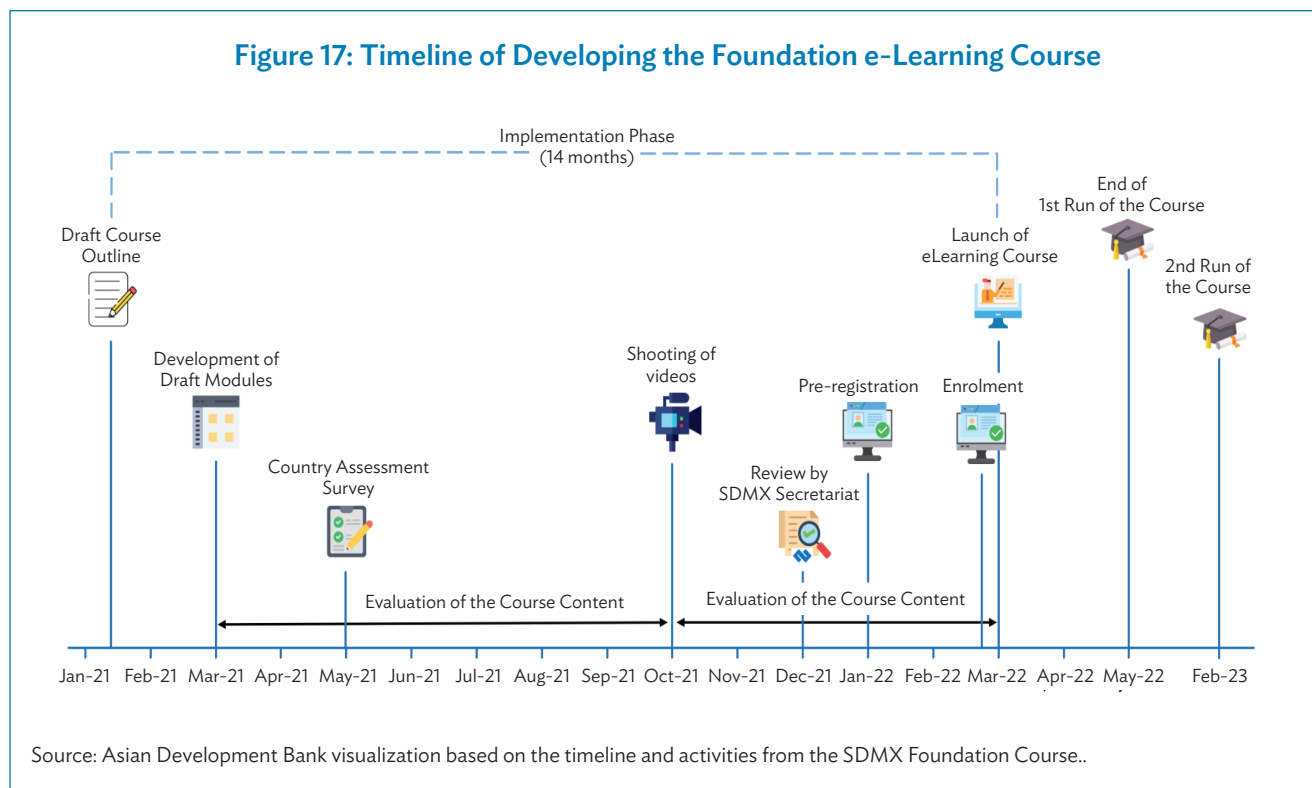 Figure 17: Timeline of Developing the Foundation e-Learning Course
Implementation Phase
(14 months)
Draft Course
Outline
Development of
Draft Modules
Country Assessment
Survey
Shooting of
videos
Review by
SDMX Secretariat
Pre-registration
Enrolment
Launch of
eLearning Course
End of
1st Run of the Course
2nd Run of
the Course
Evaluation of the Course Content
Evaluation of the Course Content
Jan-21 Feb-21 Mar-21 Apr-21 May-21 Jun-21 Jul-21 Aug-21 Sep-21 Oct-21 Nov-21 Dec-21 Jan-22 Feb-22 Mar-22 Apr-22 May-22 Feb-23
Source: Asian Development Bank visualization based on the timeline and activities from the SDMX Foundation Course..